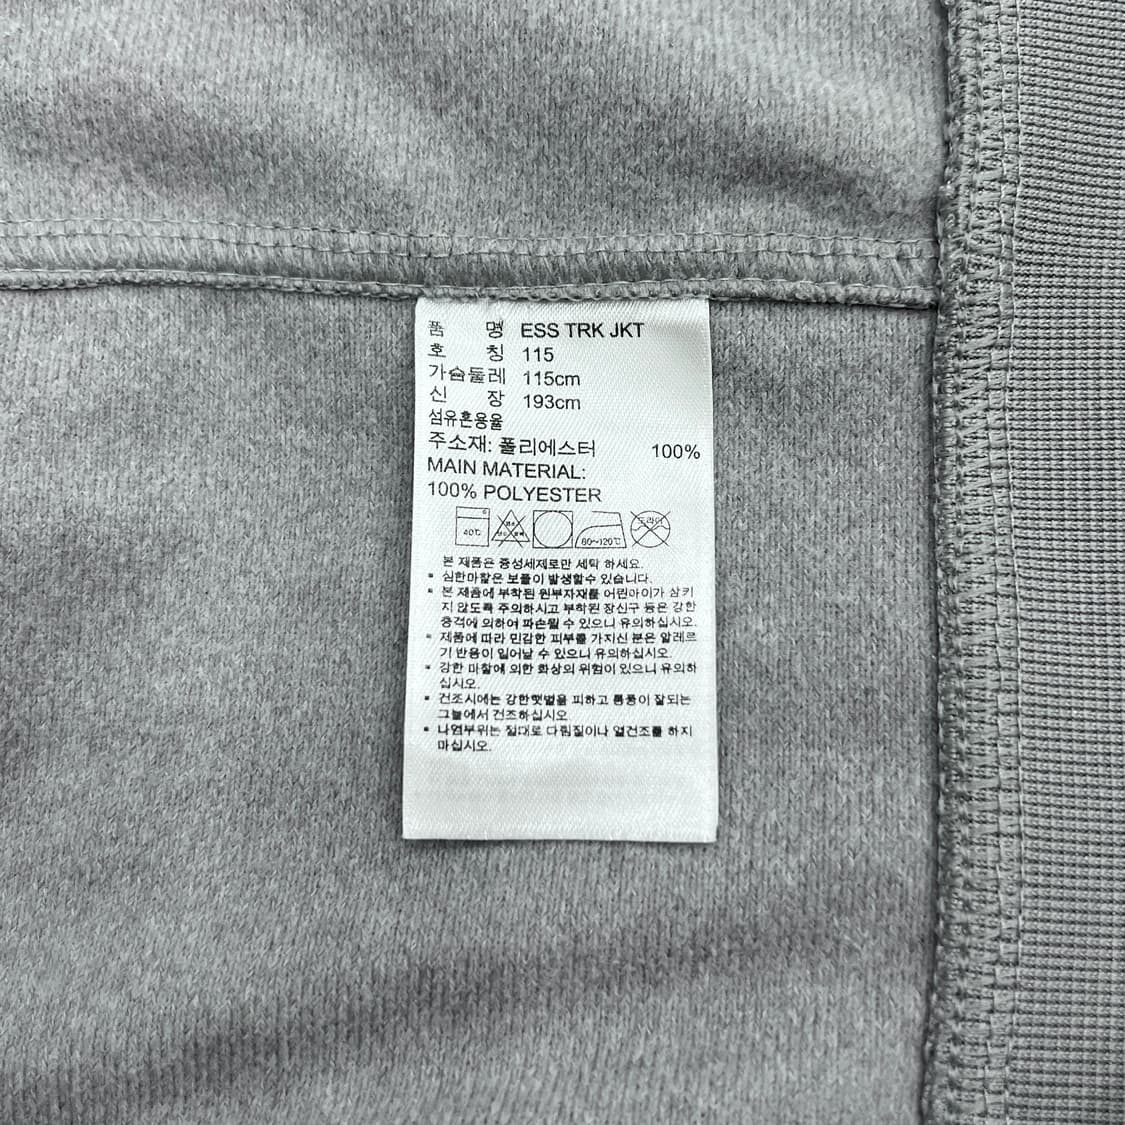 품 명 ESS TRK JKT
호 칭 115
가슴둘레 115cm
신 장 193cm
섬유혼용율
주소재: 폴리에스터 100%
MAIN MATERIAL:
100% POLYESTER
40℃ 80~120℃ 드라이
본 제품은 중성세제로만 세탁 하세요.
▪ 심한마찰은 보풀이 발생할수 있습니다.
▪ 본 제품에 부착된 원부자재를 어린아이가 삼키
지 않도록 주의하시고 부착된 장신구 등은 강한
충격에 의하여 파손될 수 있으니 유의하십시오.
▪ 제품에 따라 민감한 피부를 가지신 분은 알레르
기 반응이 일어날 수 있으니 유의하십시오.
▪ 강한 마찰에 의한 화상의 위험이 있으니 유의하
십시오.
▪ 건조시에는 강한햇볕을 피하고 통풍이 잘되는
그늘에서 건조하십시오
▪ 나염부위는 절대로 다림질이나 열건조를 하지
마십시오.